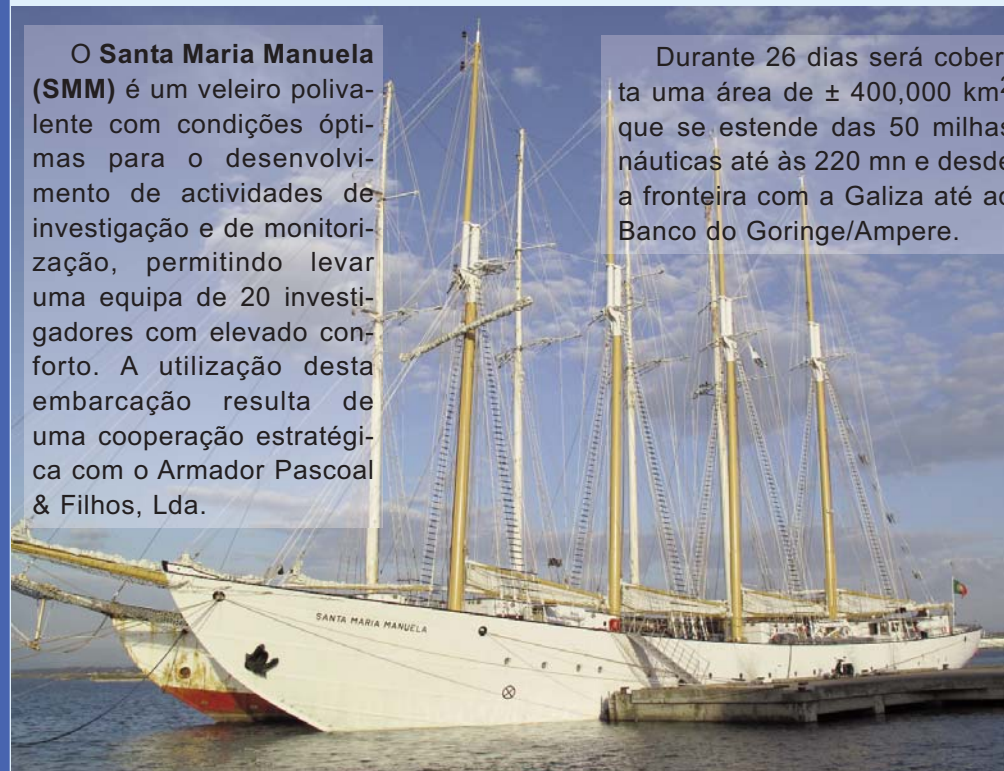 O Santa Maria Manuela
(SMM) é um veleiro poliva-
lente com condições ópti-
mas para o desenvolvi-
mento de actividades de
investigação e de monitori-
zação, permitindo levar
uma equipa de 20 investi-
gadores com elevado con-
forto. A utilização desta
embarcação resulta de
uma cooperação estratégi-
ca com o Armador Pascoal
& Filhos, Lda.
Durante 26 dias será cober
ta uma área de ± 400,000 km²
que se estende das 50 milhas
náuticas até às 220 mn e desde
a fronteira com a Galiza até ao
Banco do Goringe/Ampere.
SANTA MARIA MANUELA